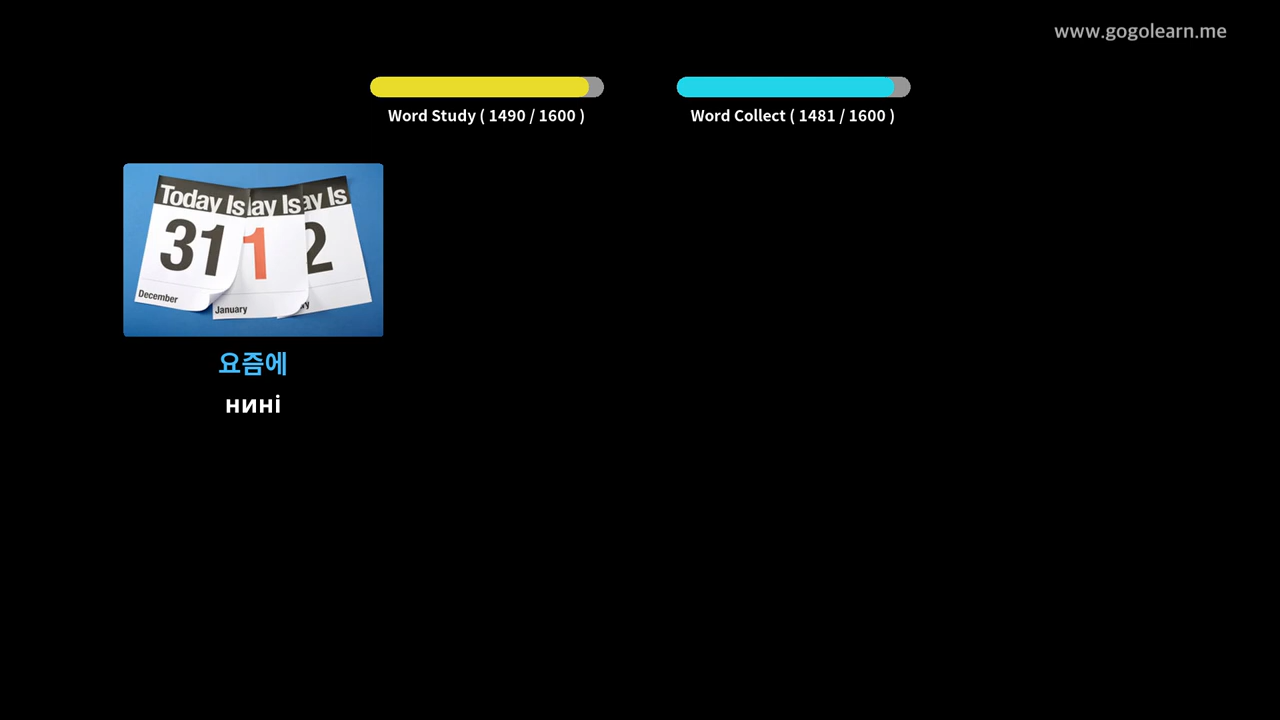 www.gogolearn.me
Word Study ( 1490 / 1600 )
Word Collect ( 1481 / 1600 )
Today Is
ay Is
ay Is
31
1
2
December
January
요즘에
нині